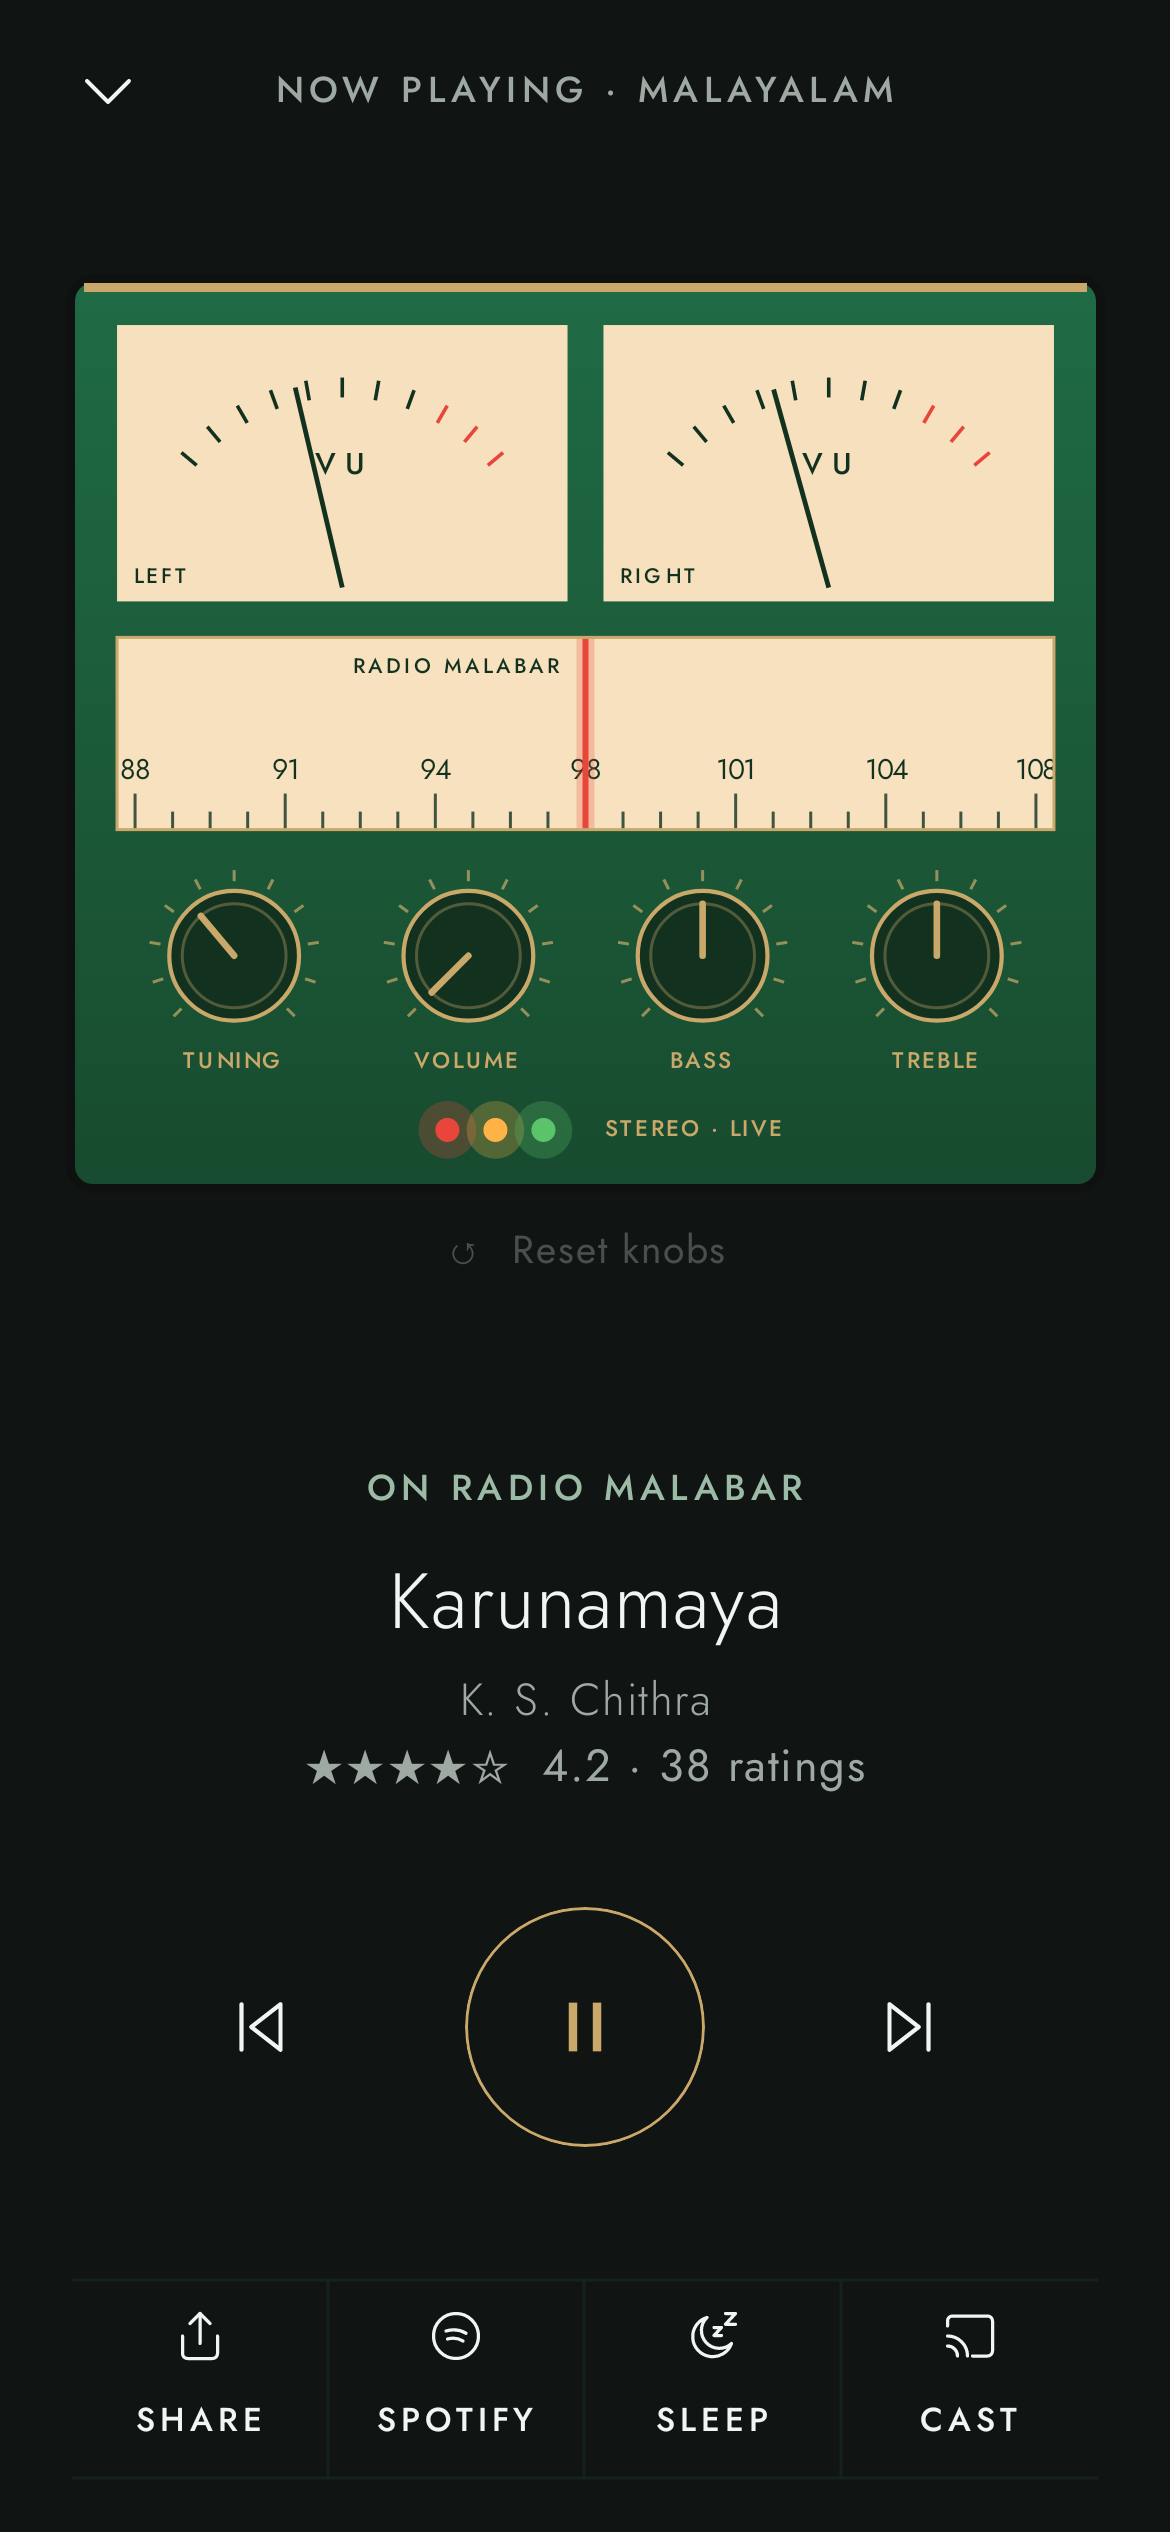 NOW PLAYING · MALAYALAM
VU
VU
LEFT
RIGHT
RADIO MALABAR
88 91 94 98 101 104 108
TUNING VOLUME BASS TREBLE
STEREO · LIVE
Reset knobs
ON RADIO MALABAR
Karunamaya
K. S. Chithra
★★★★☆ 4.2 · 38 ratings
SHARE SPOTIFY SLEEP CAST